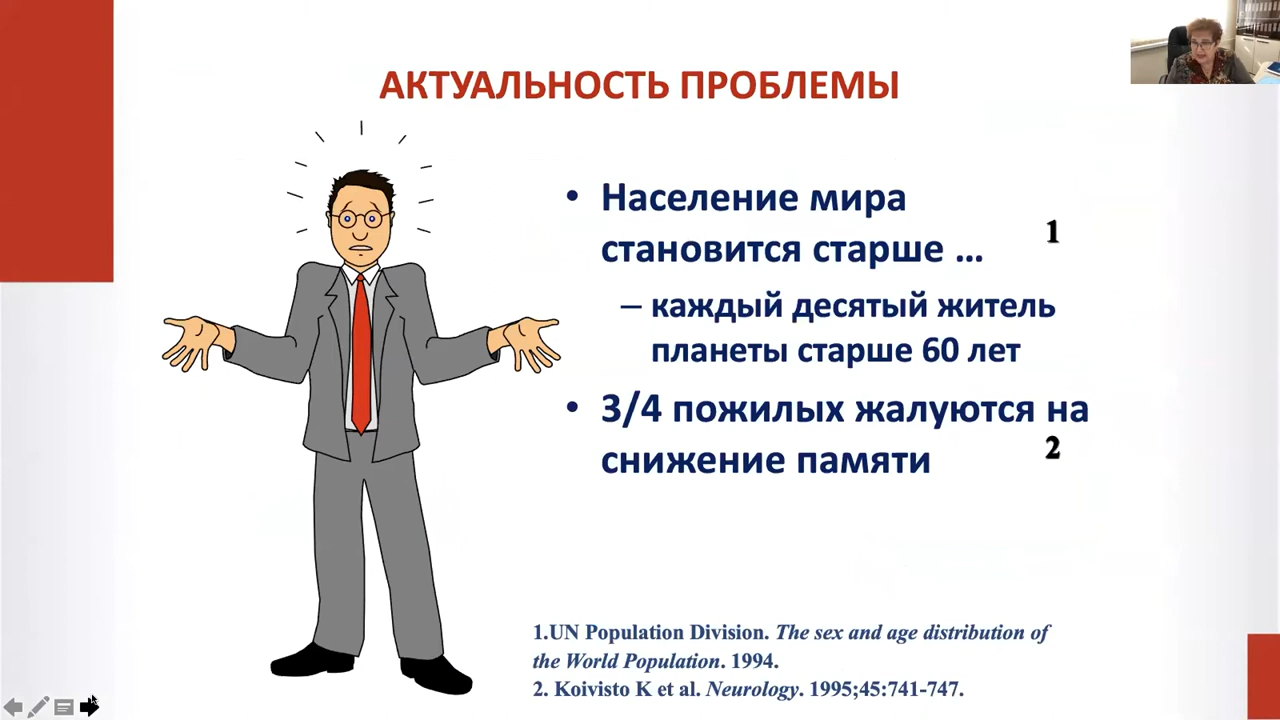 АКТУАЛЬНОСТЬ ПРОБЛЕМЫ
• Население мира
становится старше ... 1
– каждый десятый житель
планеты старше 60 лет
• 3/4 пожилых жалуются на
снижение памяти 2
1.UN Population Division. The sex and age distribution of
the World Population. 1994.
2. Koivisto K et al. Neurology. 1995;45:741-747.